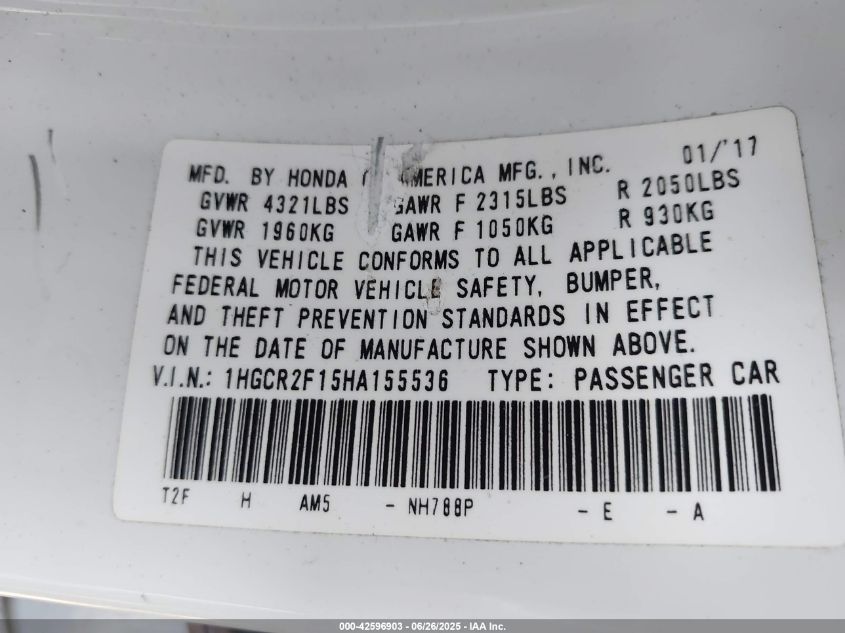 MFD. BY HONDA AMERICA MFG., INC. 01/'17
GVWR 4321LBS GAWR F 2315LBS R 2050LBS
GVWR 1960KG GAWR F 1050KG R 930KG
THIS VEHICLE CONFORMS TO ALL APPLICABLE
FEDERAL MOTOR VEHICLE SAFETY, BUMPER,
AND THEFT PREVENTION STANDARDS IN EFFECT
ON THE DATE OF MANUFACTURE SHOWN ABOVE.
V.I.N.: 1HGCR2F15HA155536 TYPE: PASSENGER CAR
T2F H AM5 - NH788P - E - A
000-42596903 - 06/26/2025 - IAA Inc.